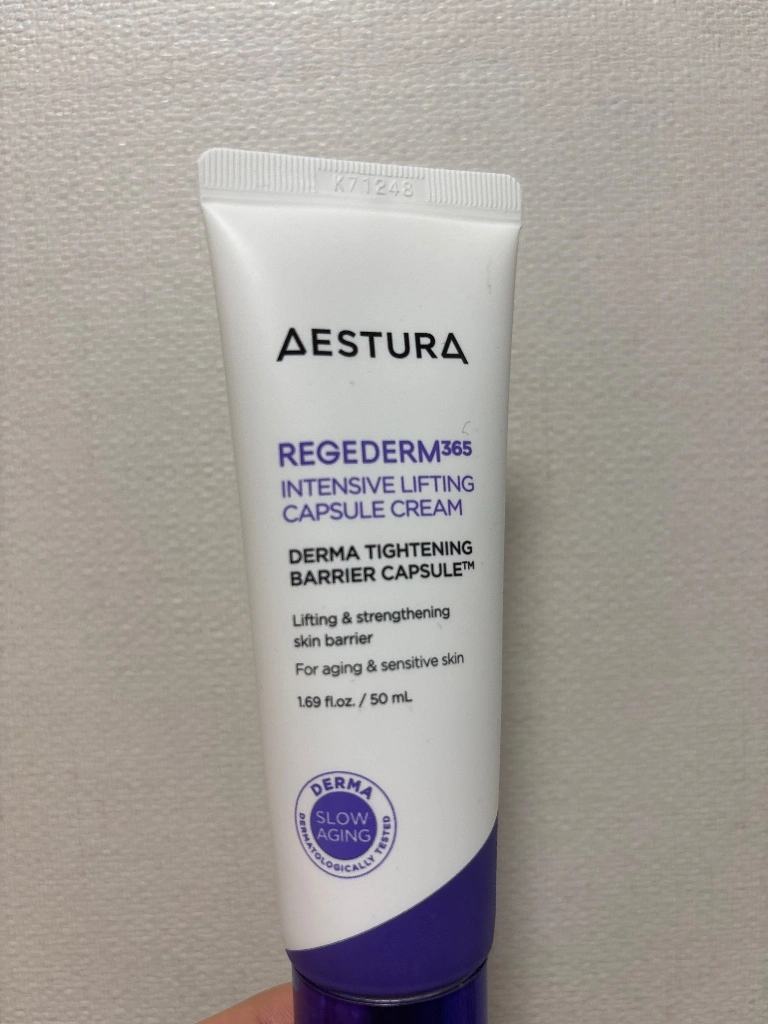 K71248
AESTURA
REGEDERM365
INTENSIVE LIFTING
CAPSULE CREAM
DERMA TIGHTENING
BARRIER CAPSULE™
Lifting & strengthening
skin barrier
For aging & sensitive skin
1.69 fl.oz. / 50 mL
DERMA
SLOW
AGING
DERMATOLOGICALLY TESTED